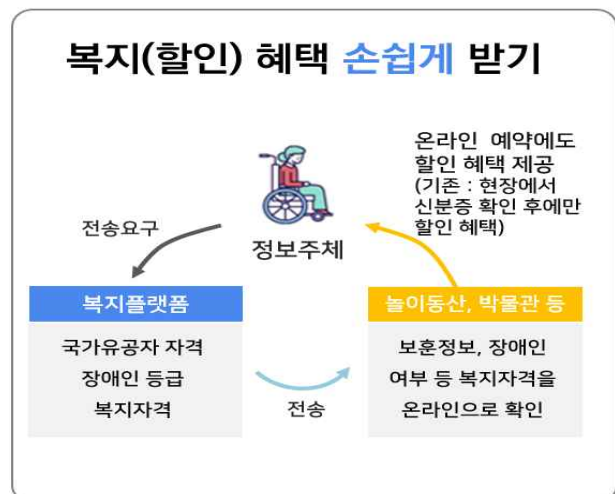 복지(할인) 혜택 손쉽게 받기
온라인 예약에도
할인 혜택 제공
(기존 : 현장에서
신분증 확인 후에만
할인 혜택)
전송요구
정보주체
복지플랫폼
국가유공자 자격
장애인 등급
복지자격
전송
놀이동산, 박물관 등
보훈정보, 장애인
여부 등 복지자격을
온라인으로 확인